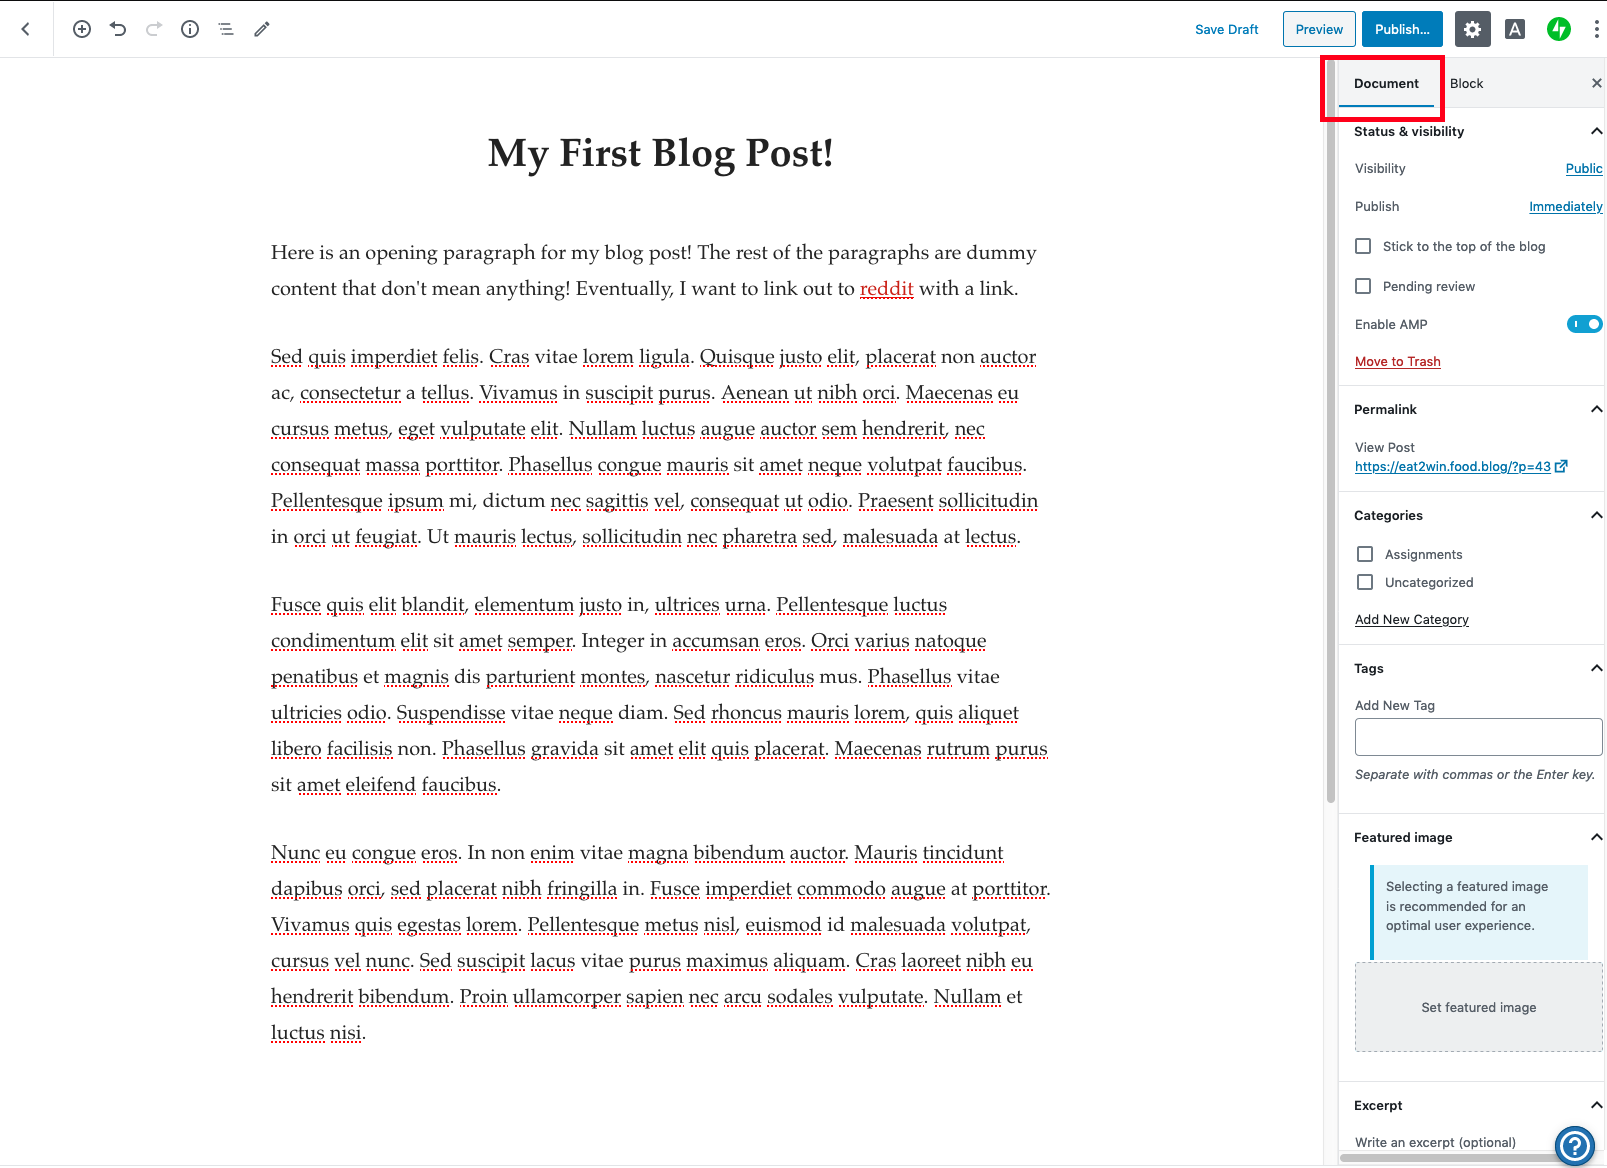 Save Draft
Preview
Publish...
A
Document
Block
My First Blog Post!
Here is an opening paragraph for my blog post! The rest of the paragraphs are dummy
content that don't mean anything! Eventually, I want to link out to reddit with a link.
Sed quis imperdiet felis. Cras vitae lorem ligula. Quisque justo elit, placerat non auctor
ac, consectetur a tellus. Vivamus in suscipit purus. Aenean ut nibh orci. Maecenas eu
cursus metus, eget vulputate elit. Nullam luctus augue auctor sem hendrerit, nec
consequat massa porttitor. Phasellus congue mauris sit amet neque volutpat faucibus.
Pellentesque ipsum mi, dictum nec sagittis vel, consequat ut odio. Praesent sollicitudin
in orci ut feugiat. Ut mauris lectus, sollicitudin nec pharetra sed, malesuada at lectus.
Fusce quis elit blandit, elementum justo in, ultrices urna. Pellentesque luctus
condimentum elit sit amet semper. Integer in accumsan eros. Orci varius natoque
penatibus et magnis dis parturient montes, nascetur ridiculus mus. Phasellus vitae
ultricies odio. Suspendisse vitae neque diam. Sed rhoncus mauris lorem, quis aliquet
libero facilisis non. Phasellus gravida sit amet elit quis placerat. Maecenas rutrum purus
sit amet eleifend faucibus.
Nunc eu congue eros. In non enim vitae magna bibendum auctor. Mauris tincidunt
dapibus orci, sed placerat nibh fringilla in. Fusce imperdiet commodo augue at porttitor.
Vivamus quis egestas lorem. Pellentesque metus nisl, euismod id malesuada volutpat,
cursus vel nunc. Sed suscipit lacus vitae purus maximus aliquam. Cras laoreet nibh eu
hendrerit bibendum. Proin ullamcorper sapien nec arcu sodales vulputate. Nullam et
luctus nisi.
Status & visibility
Visibility Public
Publish Immediately
Stick to the top of the blog
Pending review
Enable AMP
Move to Trash
Permalink
View Post
https://eat2win.food.blog/?p=43
Categories
Assignments
Uncategorized
Add New Category
Tags
Add New Tag
Separate with commas or the Enter key.
Featured image
Selecting a featured image
is recommended for an
optimal user experience.
Set featured image
Excerpt
Write an excerpt (optional)